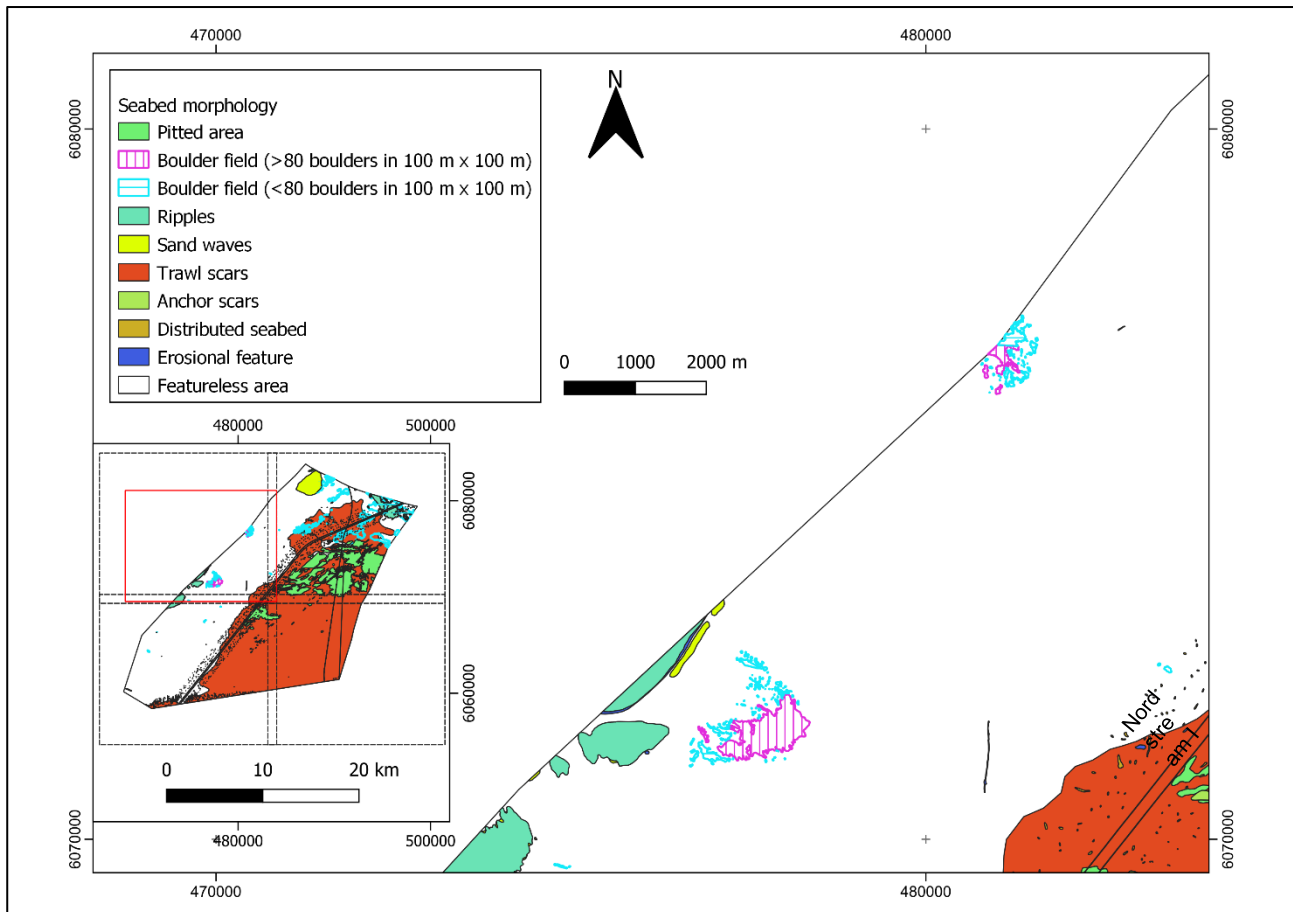 470000
480000
6080000
6080000
Seabed morphology
Pitted area
Boulder field (>80 boulders in 100 m x 100 m)
Boulder field (<80 boulders in 100 m x 100 m)
Ripples
Sand waves
Trawl scars
Anchor scars
Distributed seabed
Erosional feature
Featureless area
N
0
1000
2000 m
480000
500000
6080000
6060000
0
10
20 km
480000
500000
Nord
stre
am I
6070000
6070000
470000
480000